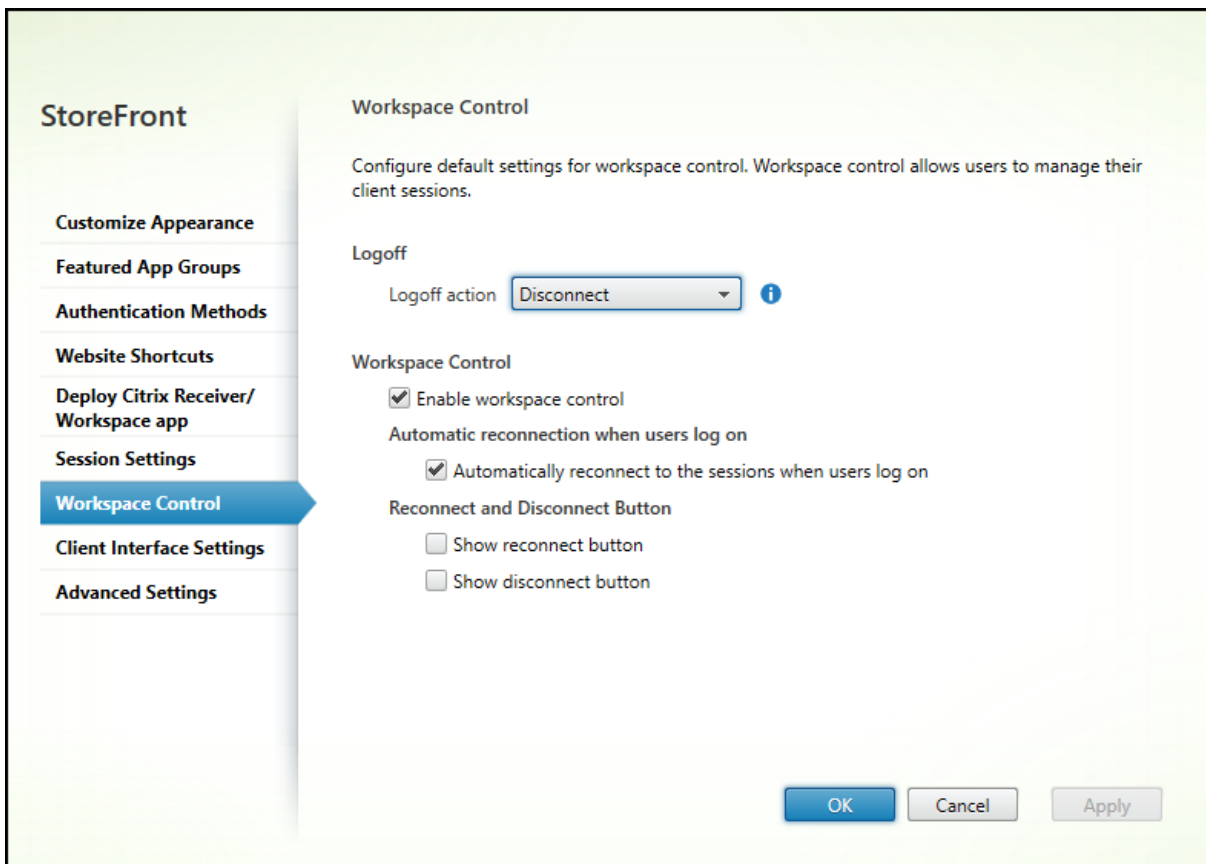 StoreFront
Customize Appearance
Featured App Groups
Authentication Methods
Website Shortcuts
Deploy Citrix Receiver/
Workspace app
Session Settings
Workspace Control
Client Interface Settings
Advanced Settings
Workspace Control
Configure default settings for workspace control. Workspace control allows users to manage their
client sessions.
Logoff
Logoff action Disconnect
Workspace Control
Enable workspace control
Automatic reconnection when users log on
Automatically reconnect to the sessions when users log on
Reconnect and Disconnect Button
Show reconnect button
Show disconnect button
OK Cancel Apply